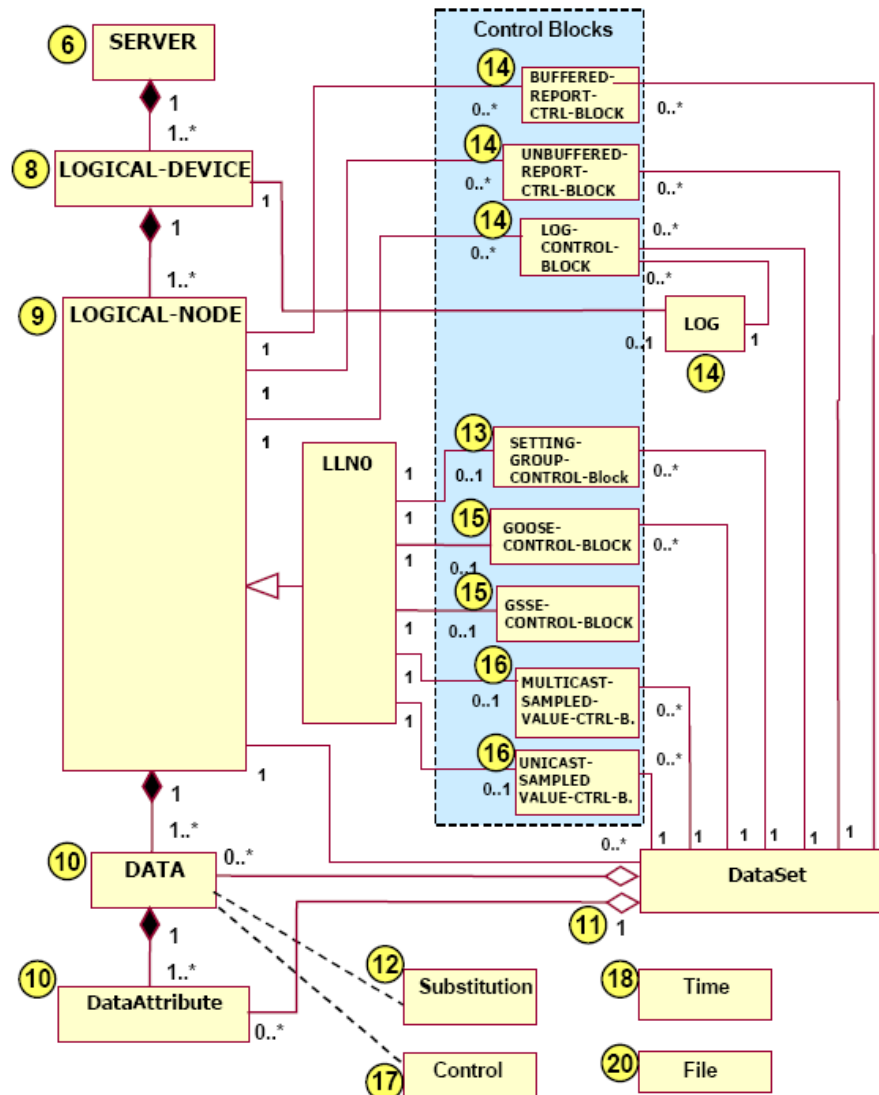 6
SERVER
1
1..*
8
LOGICAL-DEVICE
1
1
1..*
9
LOGICAL-NODE
1
1
1
Control Blocks
14
BUFFERED-
REPORT-
CTRL-BLOCK
0..*
0..*
14
UNBUFFERED-
REPORT-
CTRL-BLOCK
0..*
0..*
14
LOG-
CONTROL-
BLOCK
0..*
0..*
0..*
LOG
0..1
1
14
LLN0
13
SETTING-
GROUP-
CONTROL-Block
1
0..1
0..*
15
GOOSE-
CONTROL-BLOCK
1
0..1
0..*
15
GSSE-
CONTROL-BLOCK
1
0..1
1
16
MULTICAST-
SAMPLED-
VALUE-CTRL-B.
1
0..1
0..*
16
UNICAST-
SAMPLED
VALUE-CTRL-B.
1
0..1
0..*
1
1
1..*
0..*
1
1
1
1
1
1
1
10
DATA
0..*
DataSet
1
1..*
11
1
10
DataAttribute
0..*
12
Substitution
18
Time
17
Control
20
File